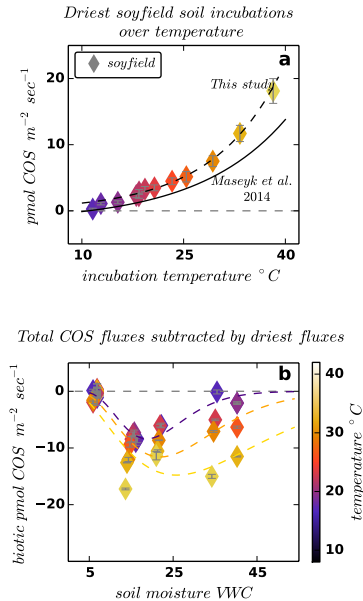 Driest soyfield soil incubations
over temperature
a
soyfield
This study
Maseyk et al.
2014
20
10
0
pmol COS m⁻² sec⁻¹
10 25 40
incubation temperature °C
Total COS fluxes subtracted by driest fluxes
b
0
−10
−20
biotic pmol COS m⁻² sec⁻¹
5 25 45
soil moisture VWC
40
30
20
10
temperature °C